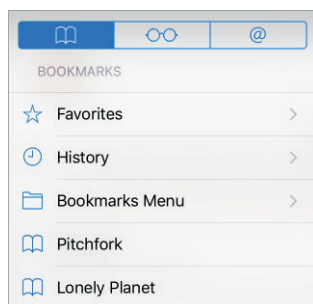 @
BOOKMARKS
Favorites
History
Bookmarks Menu
Pitchfork
Lonely Planet